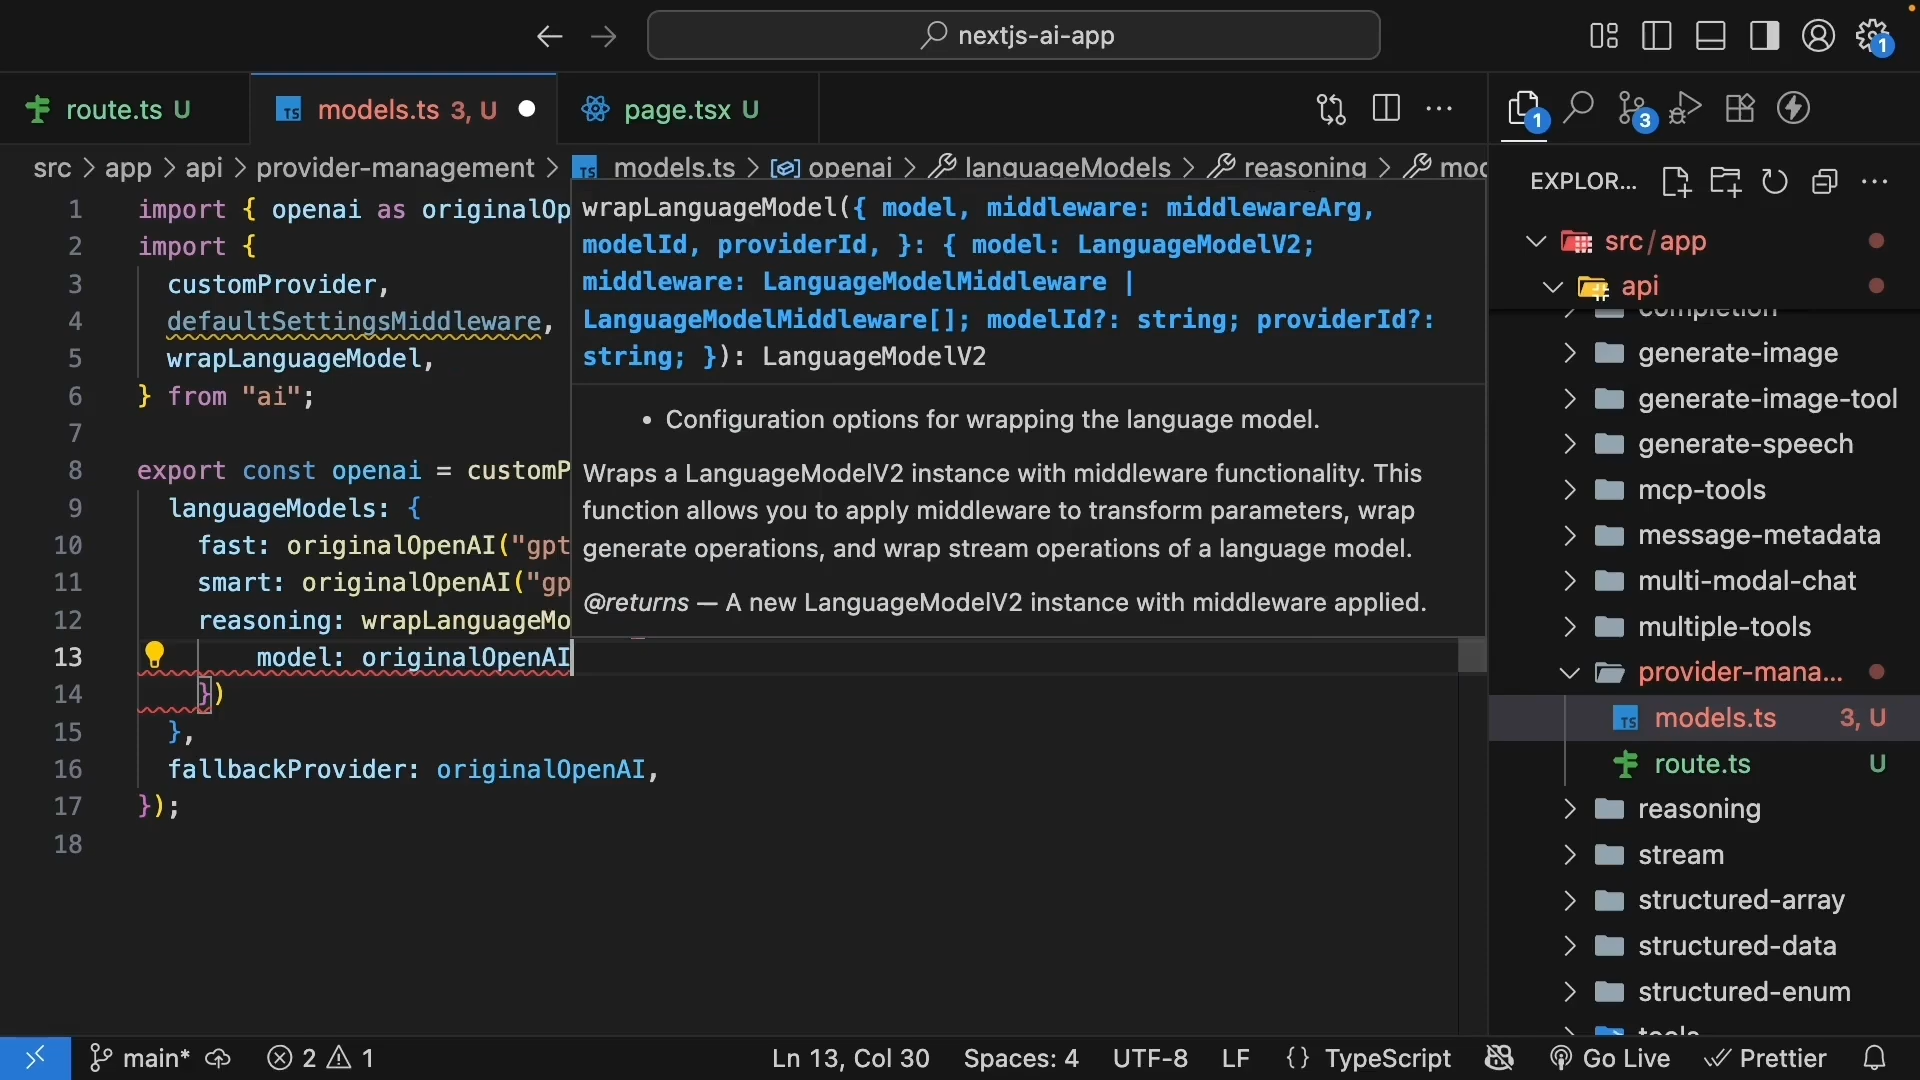 nextjs-ai-app
1
route.ts U
models.ts 3, U
page.tsx U
1
3
src > app > api > provider-management > models.ts > openai > languageModels > reasoning >
EXPLOR...
src/app
api
generate-image
generate-image-tool
generate-speech
mcp-tools
message-metadata
multi-modal-chat
multiple-tools
provider-mana...
models.ts 3, U
route.ts U
reasoning
stream
structured-array
structured-data
structured-enum
1 import { openai as originalOp
2 import {
3 customProvider,
4 defaultSettingsMiddleware,
5 wrapLanguageModel,
6 } from "ai";
7
8 export const openai = customP
9 languageModels: {
10 fast: originalOpenAI("gpt
11 smart: originalOpenAI("gp
12 reasoning: wrapLanguageMo
13 model: originalOpenAI
14 })
15 },
16 fallbackProvider: originalOpenAI,
17 });
18
wrapLanguageModel({ model, middleware: middlewareArg,
modelId, providerId, }: { model: LanguageModelV2;
middleware: LanguageModelMiddleware |
LanguageModelMiddleware[]; modelId?: string; providerId?:
string; }): LanguageModelV2
• Configuration options for wrapping the language model.
Wraps a LanguageModelV2 instance with middleware functionality. This
function allows you to apply middleware to transform parameters, wrap
generate operations, and wrap stream operations of a language model.
@returns — A new LanguageModelV2 instance with middleware applied.
main* 2 1 Ln 13, Col 30 Spaces: 4 UTF-8 LF {} TypeScript Go Live Prettier